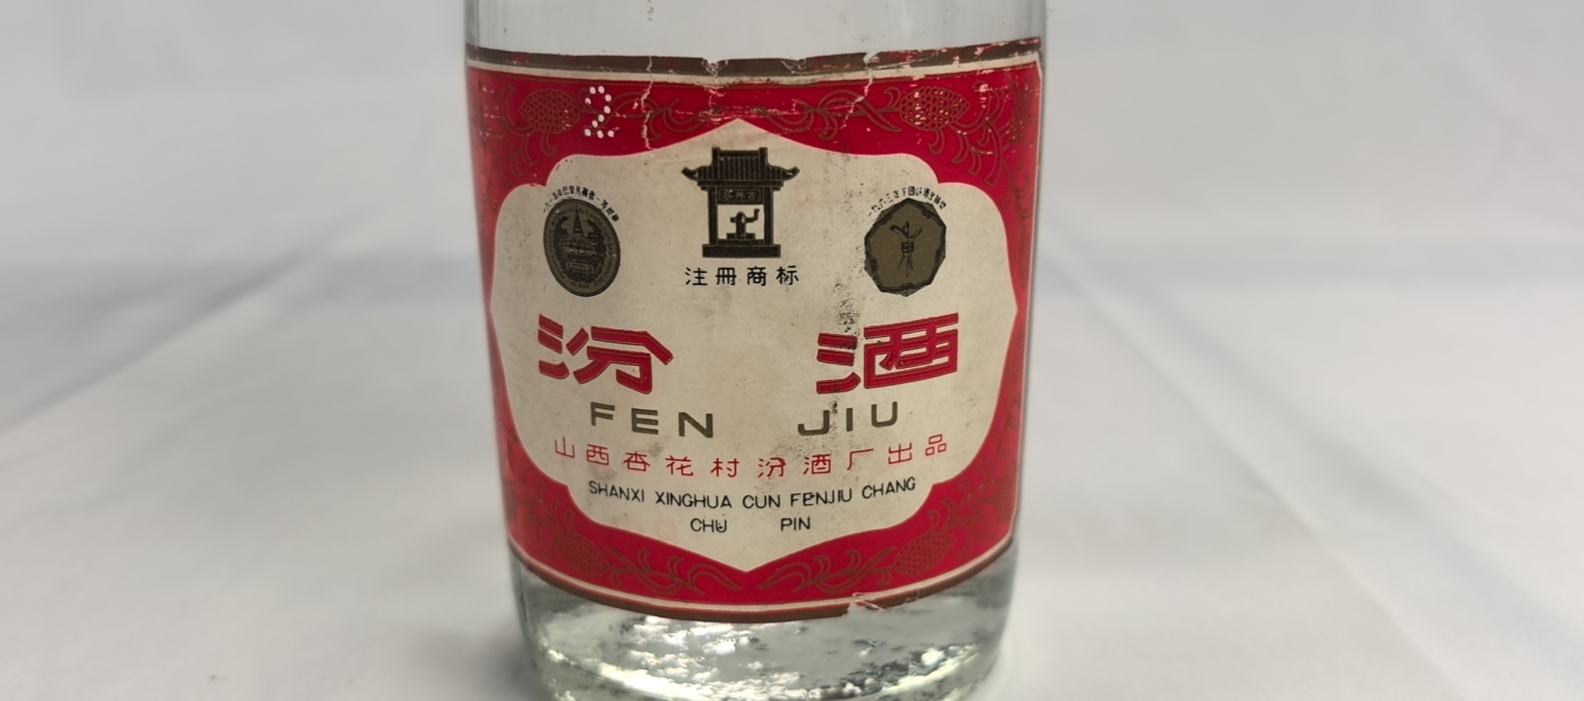 2
注册商标
汾 酒
FEN JIU
山西杏花村汾酒厂出品
SHANXI XINGHUA CUN FENJIU CHANG
CHU PIN